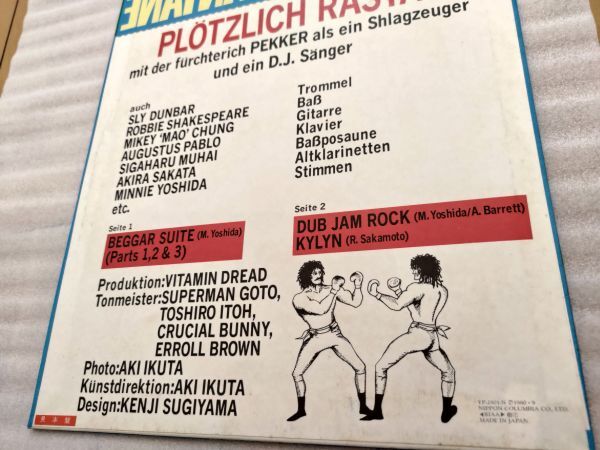 PLÖTZLICH RASTA
mit der fürchterich PEKKER als ein Shlagzeuger
und ein D.J. Sänger
auch
SLY DUNBAR
ROBBIE SHAKESPEARE
MIKEY 'MAO' CHUNG
AUGUSTUS PABLO
SIGAHARU MUHAI
AKIRA SAKATA
MINNIE YOSHIDA
etc.
Trommel
Baß
Gitarre
Klavier
Baßposaune
Altklarinetten
Stimmen
Seite 1
BEGGAR SUITE (M. Yoshida)
(Parts 1,2 & 3)
Seite 2
DUB JAM ROCK (M. Yoshida/A. Barrett)
KYLYN (R. Sakamoto)
Produktion:VITAMIN DREAD
Tonmeister:SUPERMAN GOTO,
TOSHIRO ITOH,
CRUCIAL BUNNY,
ERROLL BROWN
Photo:AKI IKUTA
Künstdirektion:AKI IKUTA
Design:KENJI SUGIYAMA
見本盤
NIPPON COLUMBIA CO., LTD.
MADE IN JAPAN.